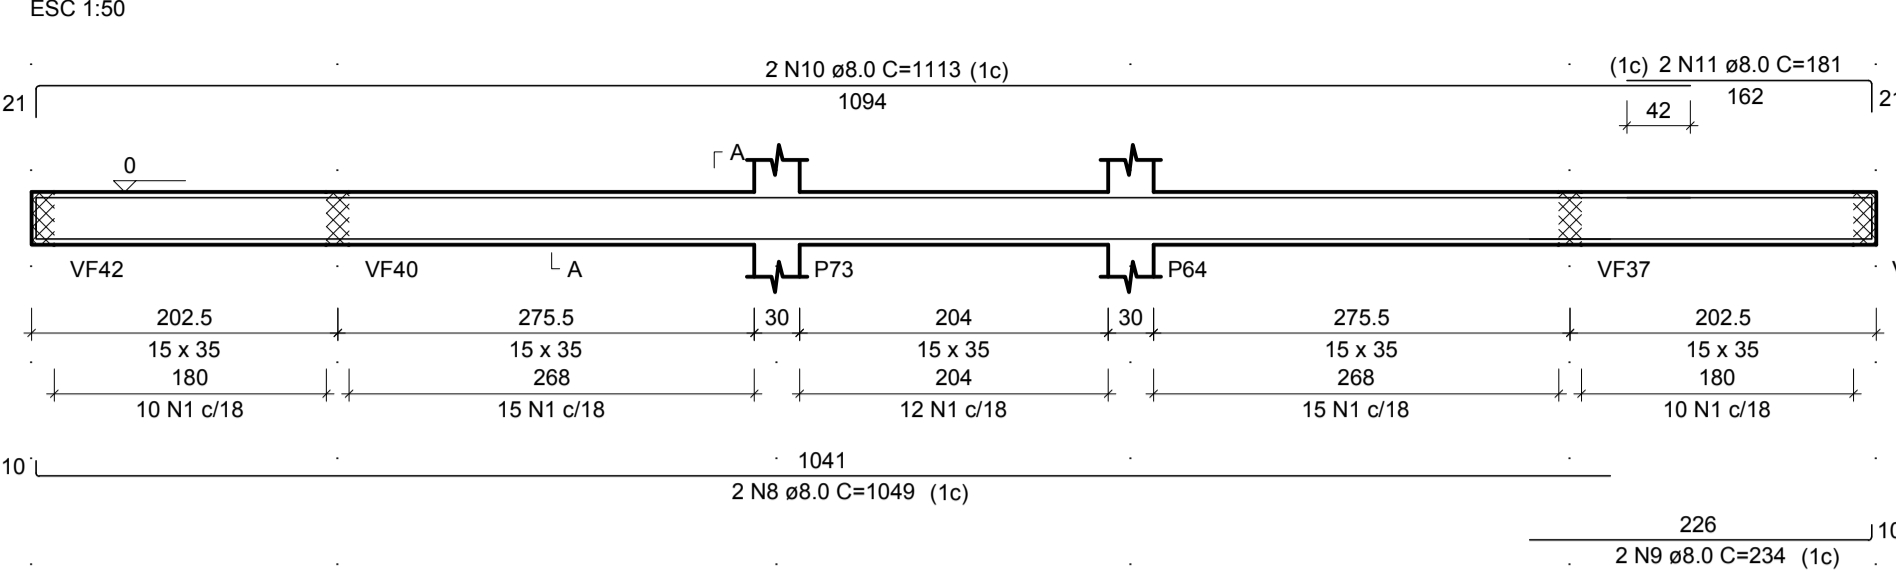 ESC 1:50
2 N10 ø8.0 C=1113 (1c)
(1c) 2 N11 ø8.0 C=181
21
1094
162
21
42
A
0
VF42
VF40
A
P73
P64
VF37
202.5
275.5
30
204
30
275.5
202.5
15 x 35
15 x 35
15 x 35
15 x 35
15 x 35
180
268
204
268
180
10 N1 c/18
15 N1 c/18
12 N1 c/18
15 N1 c/18
10 N1 c/18
10
1041
2 N8 ø8.0 C=1049 (1c)
226
10
2 N9 ø8.0 C=234 (1c)